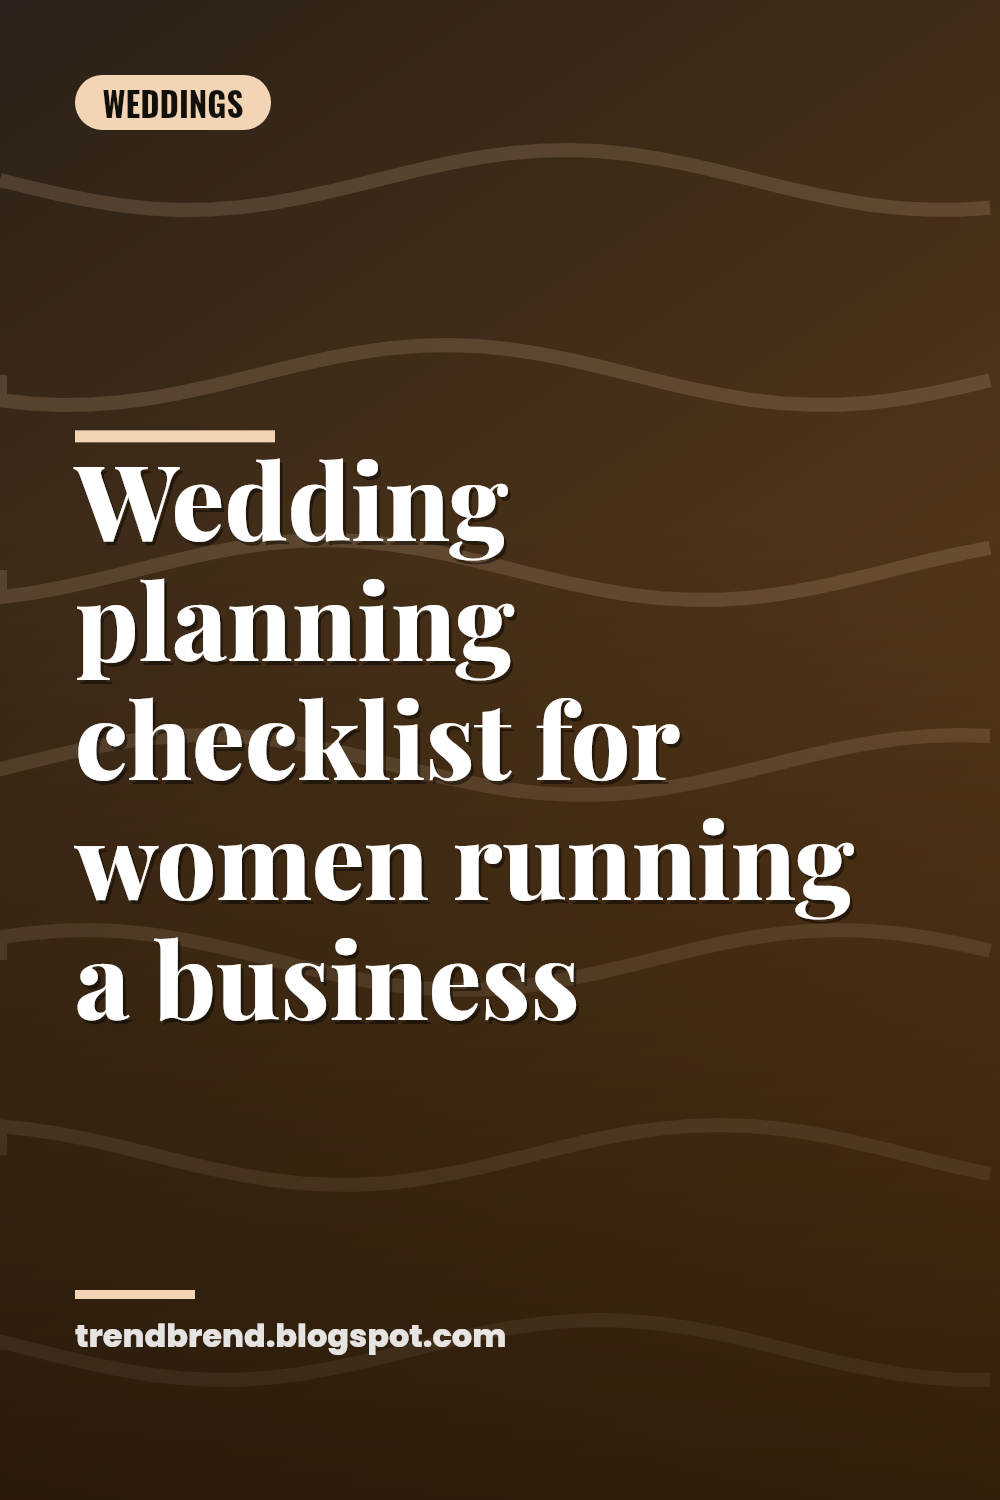 WEDDINGS
Wedding
planning
checklist for
women running
a business
trendbrend.blogspot.com